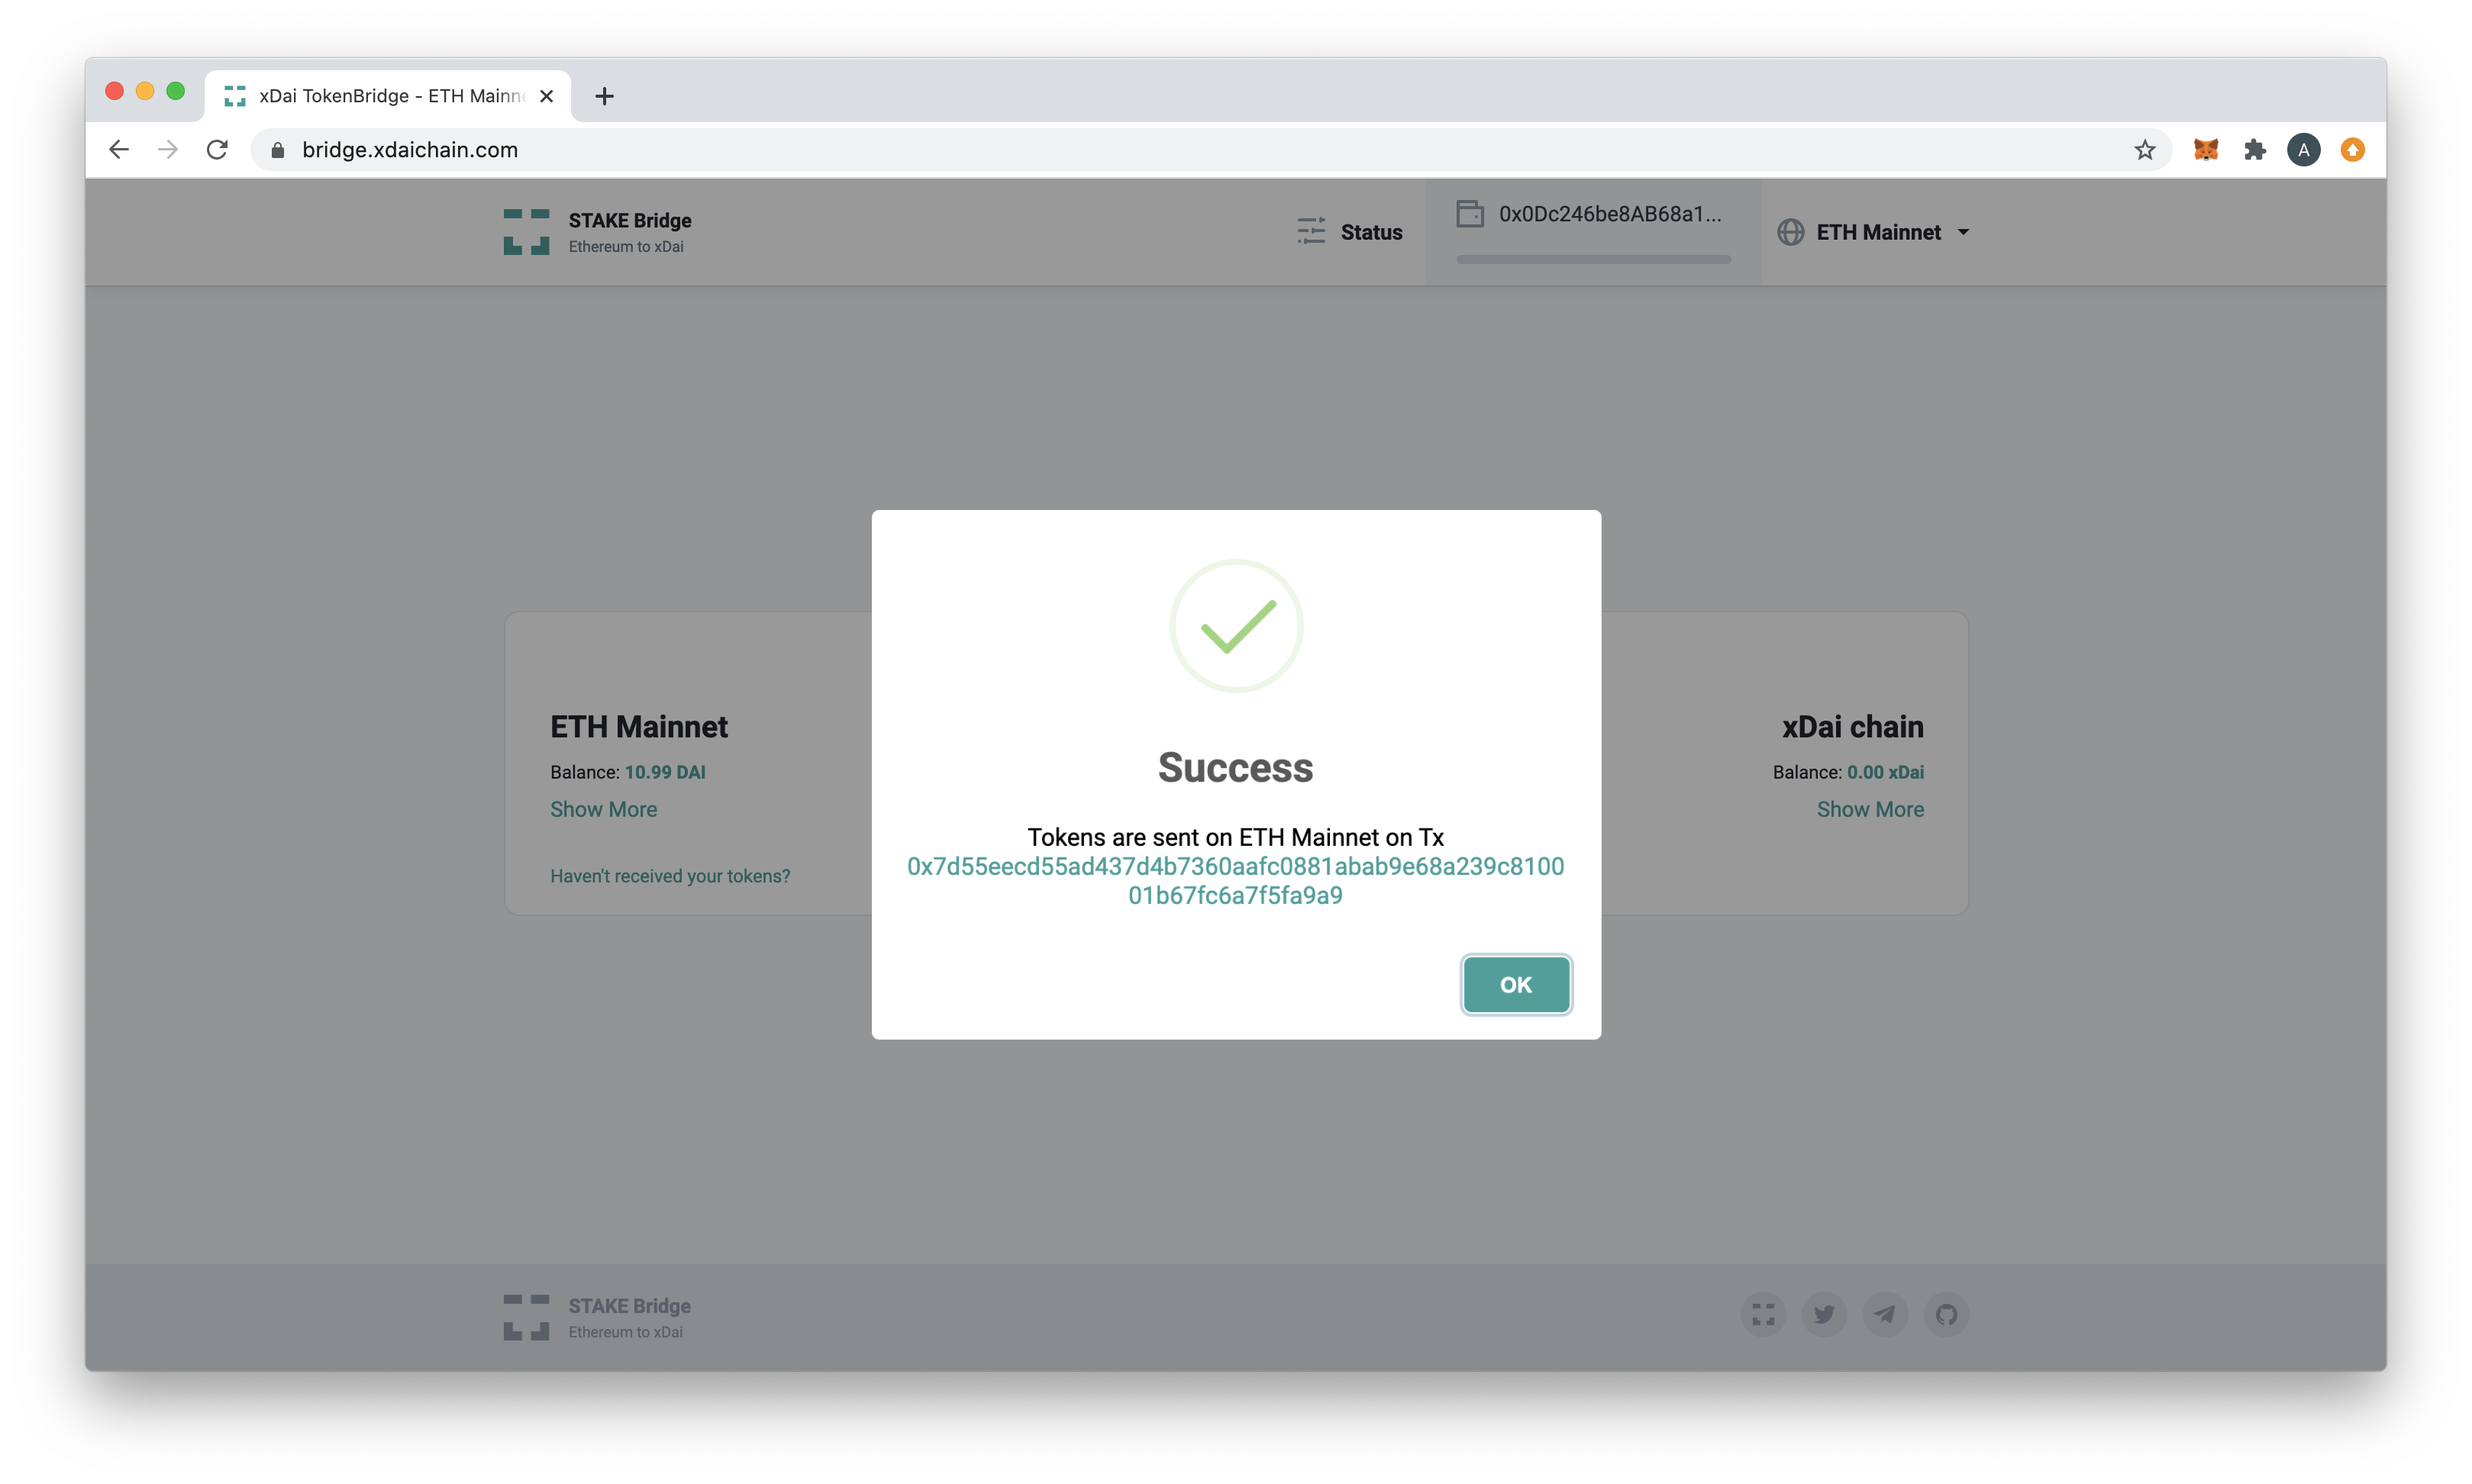 xDai TokenBridge - ETH Mainn
bridge.xdaichain.com
A
STAKE Bridge
Ethereum to xDai
Status
0x0Dc246be8AB68a1...
ETH Mainnet
ETH Mainnet
Balance: 10.99 DAI
Show More
Haven't received your tokens?
xDai chain
Balance: 0.00 xDai
Show More
Success
Tokens are sent on ETH Mainnet on Tx
0x7d55eecd55ad437d4b7360aafc0881abab9e68a239c8100
01b67fc6a7f5fa9a9
OK
STAKE Bridge
Ethereum to xDai